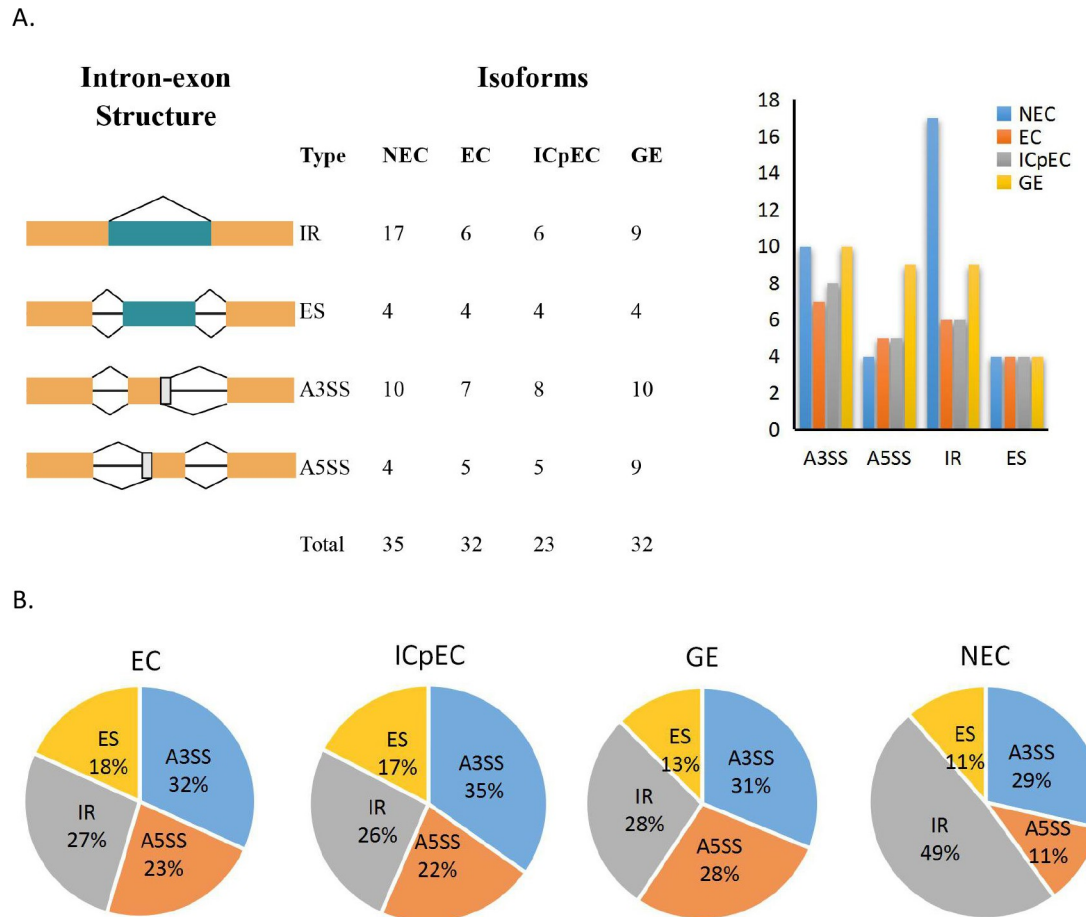 A.
Intron-exon
Structure
Isoforms
Type NEC EC ICpEC GE
IR 17 6 6 9
ES 4 4 4 4
A3SS 10 7 8 10
A5SS 4 5 5 9
Total 35 32 23 32
18
16
14
12
10
8
6
4
2
0
NEC
EC
ICpEC
GE
A3SS A5SS IR ES
B.
EC
ES
18%
A3SS
32%
IR
27%
A5SS
23%
ICpEC
ES
17%
A3SS
35%
IR
26%
A5SS
22%
GE
ES
13%
A3SS
31%
IR
28%
A5SS
28%
NEC
ES
11%
A3SS
29%
IR
49%
A5SS
11%